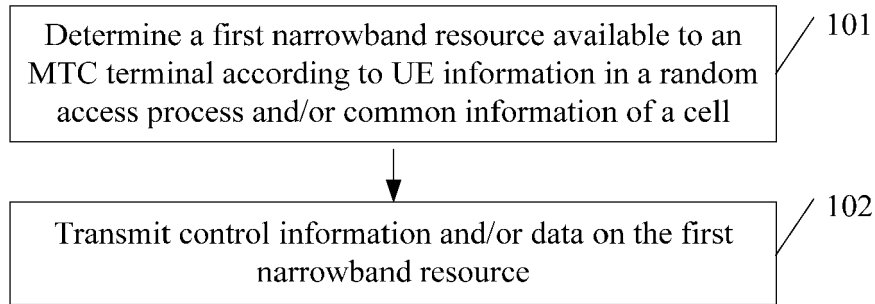 Determine a first narrowband resource available to an
MTC terminal according to UE information in a random
access process and/or common information of a cell
101
Transmit control information and/or data on the first
narrowband resource
102